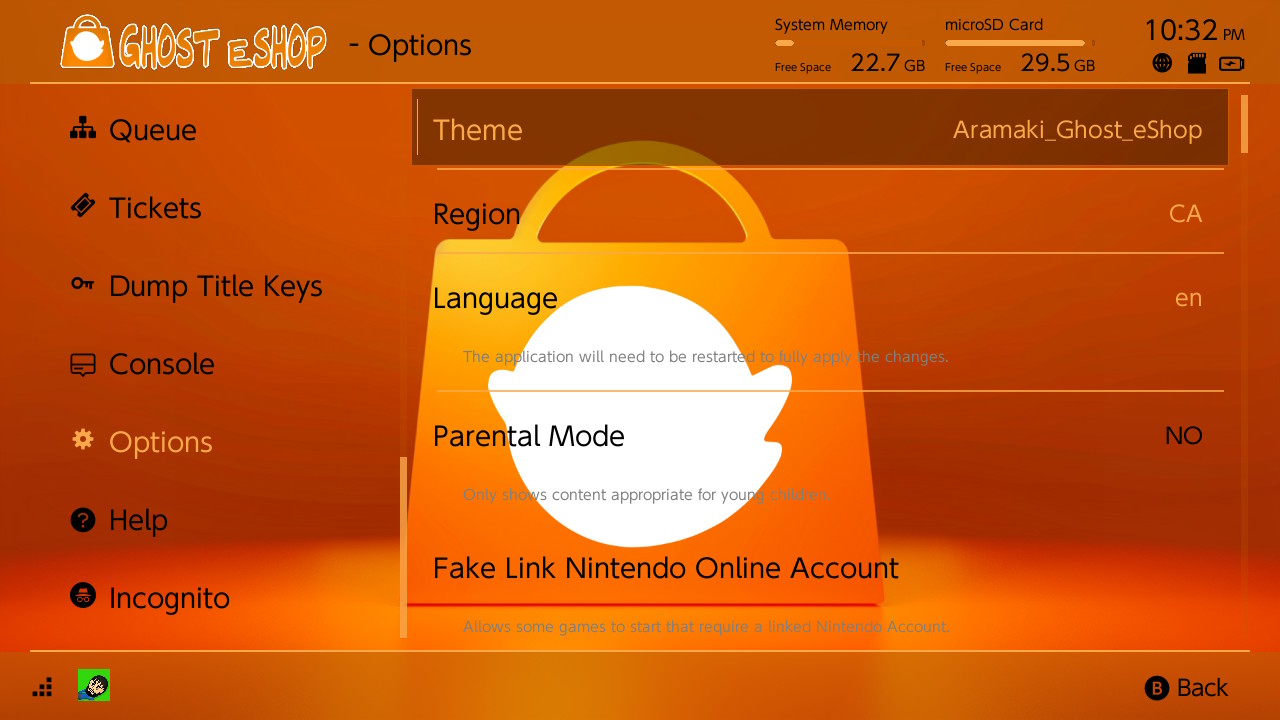 GHOST eSHOP - Options
System Memory
Free Space 22.7 GB
microSD Card
Free Space 29.5 GB
10:32 PM
Queue
Tickets
Dump Title Keys
Console
Options
Help
Incognito
Theme Aramaki_Ghost_eShop
Region CA
Language en
The application will need to be restarted to fully apply the changes.
Parental Mode NO
Only shows content appropriate for young children.
Fake Link Nintendo Online Account
Allows some games to start that require a linked Nintendo Account.
B Back